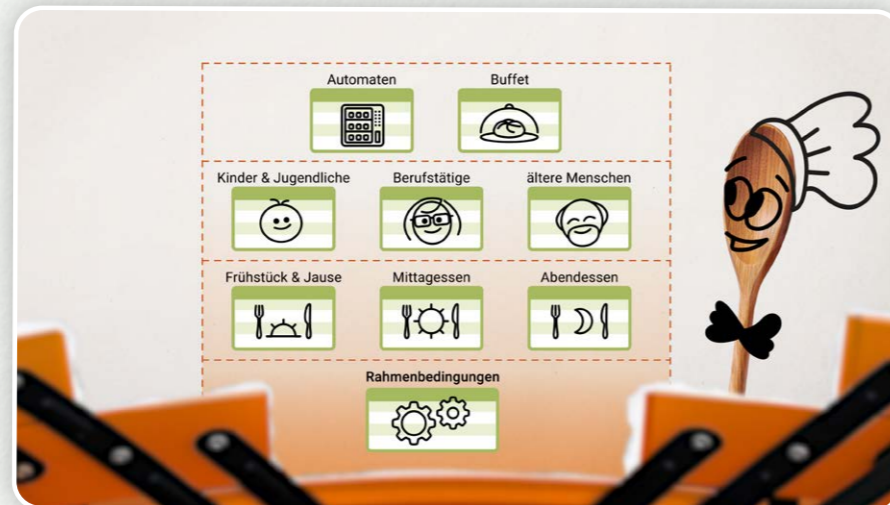 Automaten
Buffet
Kinder & Jugendliche
Berufstätige
ältere Menschen
Frühstück & Jause
Mittagessen
Abendessen
Rahmenbedingungen